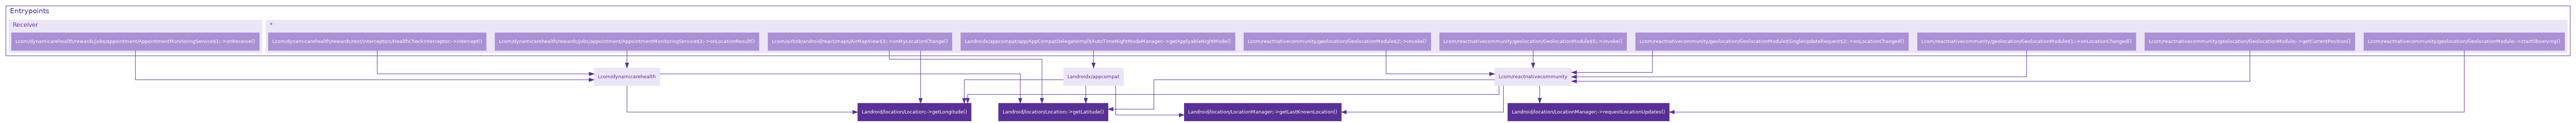 Entrypoints
Receiver
*
Lcom/dynamicarehealth/rewards/jobs/appointment/AppointmentMonitoringService$1;->onReceive()
Lcom/dynamicarehealth/rewards/rest/interceptors/HealthCheckInterceptor;->intercept()
Lcom/dynamicarehealth/rewards/jobs/appointment/AppointmentMonitoringService$3;->onLocationResult()
Lcom/airbnb/android/react/maps/AirMapView$3;->onMyLocationChange()
Landroidx/appcompat/app/AppCompatDelegateImpl$AutoTimeNightModeManager;->getApplyableNightMode()
Lcom/reactnativecommunity/geolocation/GeolocationModule$2;->invoke()
Lcom/reactnativecommunity/geolocation/GeolocationModule$5;->invoke()
Lcom/reactnativecommunity/geolocation/GeolocationModule$SingleUpdateRequest$2;->onLocationChanged()
Lcom/reactnativecommunity/geolocation/GeolocationModule$1;->onLocationChanged()
Lcom/reactnativecommunity/geolocation/GeolocationModule;->getCurrentPosition()
Lcom/reactnativecommunity/geolocation/GeolocationModule;->startObserving()
Lcom/dynamicarehealth
Landroidx/appcompat
Lcom/reactnativecommunity
Landroid/location/Location;->getLongitude()
Landroid/location/Location;->getLatitude()
Landroid/location/LocationManager;->getLastKnownLocation()
Landroid/location/LocationManager;->requestLocationUpdates()